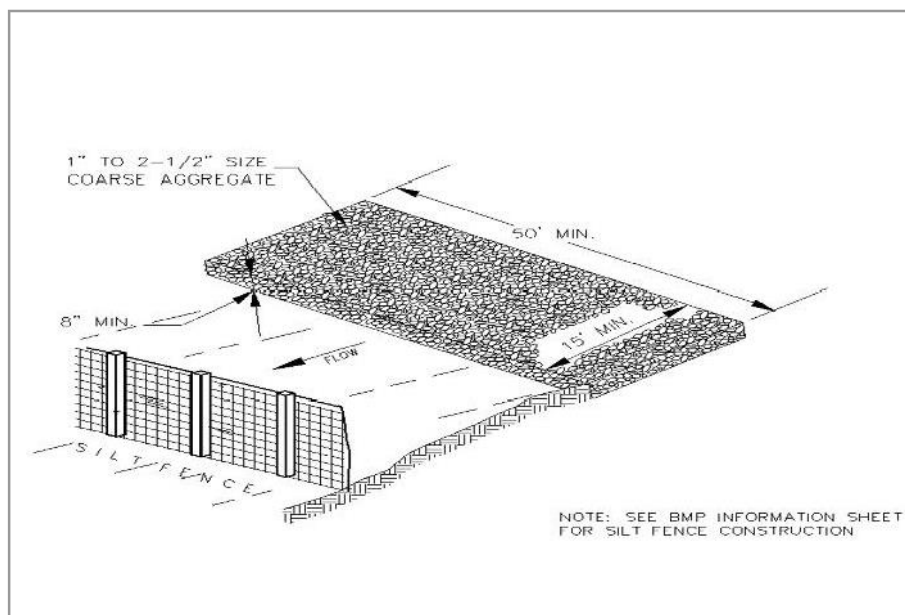 1" TO 2-1/2" SIZE
COARSE AGGREGATE
50' MIN.
8" MIN.
15' MIN.
FLOW
SILT FENCE
NOTE: SEE BMP INFORMATION SHEET
FOR SILT FENCE CONSTRUCTION